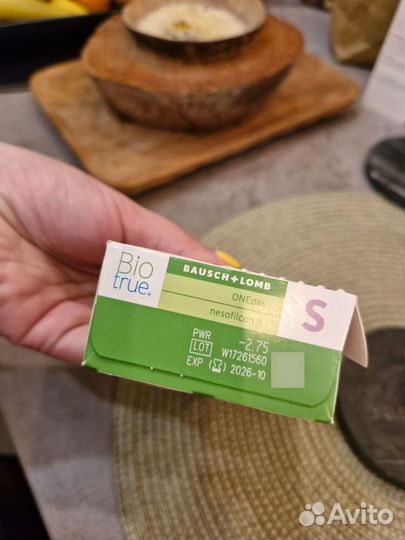 Bio
true®
BAUSCH + LOMB
ONEday
nesofilcon A
S
PWR -2.75
LOT W17261560
EXP 2026-10
Avito